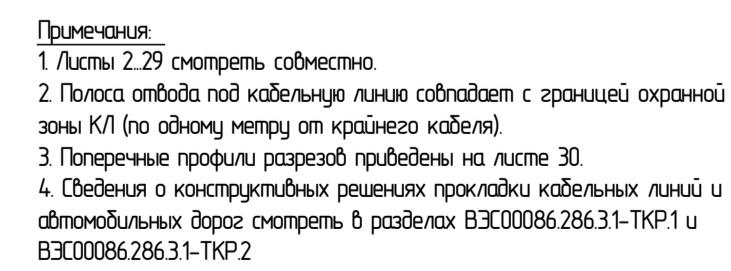 Примечания:
1. Листы 2...29 смотреть совместно.
2. Полоса отвода под кабельную линию совпадает с границей охранной
зоны КЛ (по одному метру от крайнего кабеля).
3. Поперечные профили разрезов приведены на листе 30.
4. Сведения о конструктивных решениях прокладки кабельных линий и
автомобильных дорог смотреть в разделах ВЭС00086.286.3.1-ТКР.1 и
ВЭС00086.286.3.1-ТКР.2